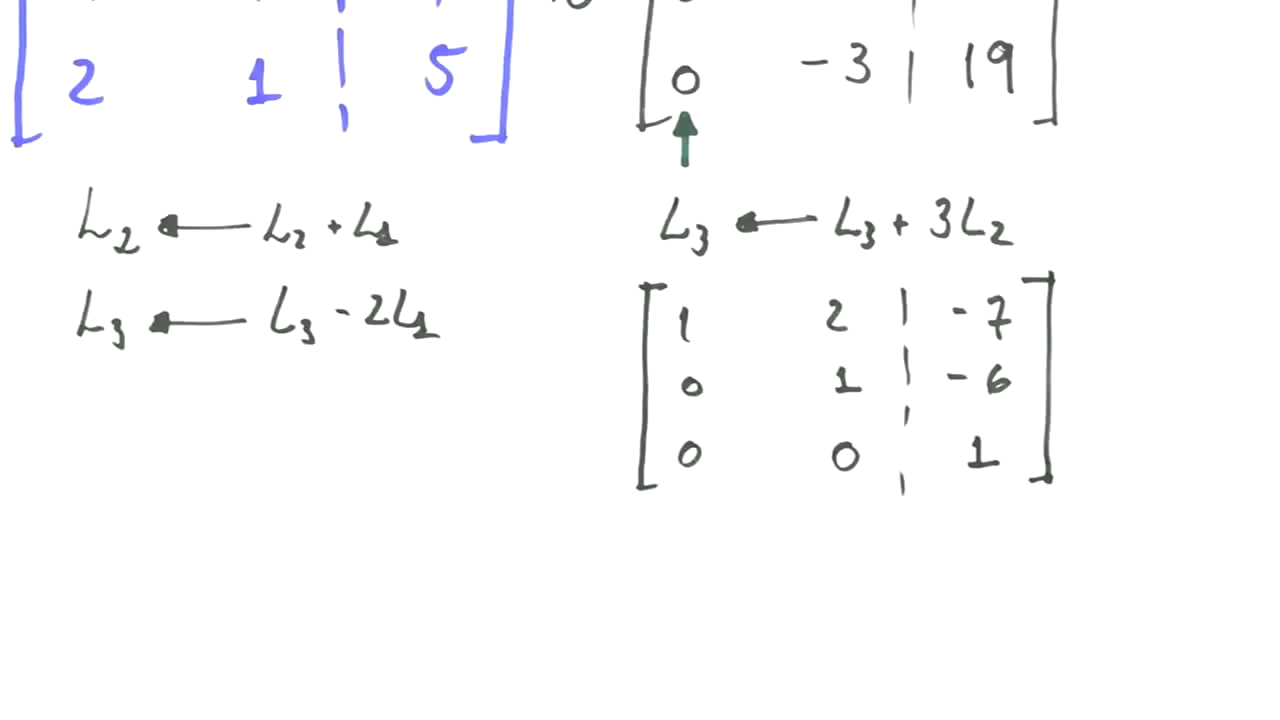 2 1 | 5
0 -3 | 19
L₂ ← L₂ + L₁
L₃ ← L₃ - 2L₁
L₃ ← L₃ + 3L₂
1 2 | -7
0 1 | -6
0 0 | 1